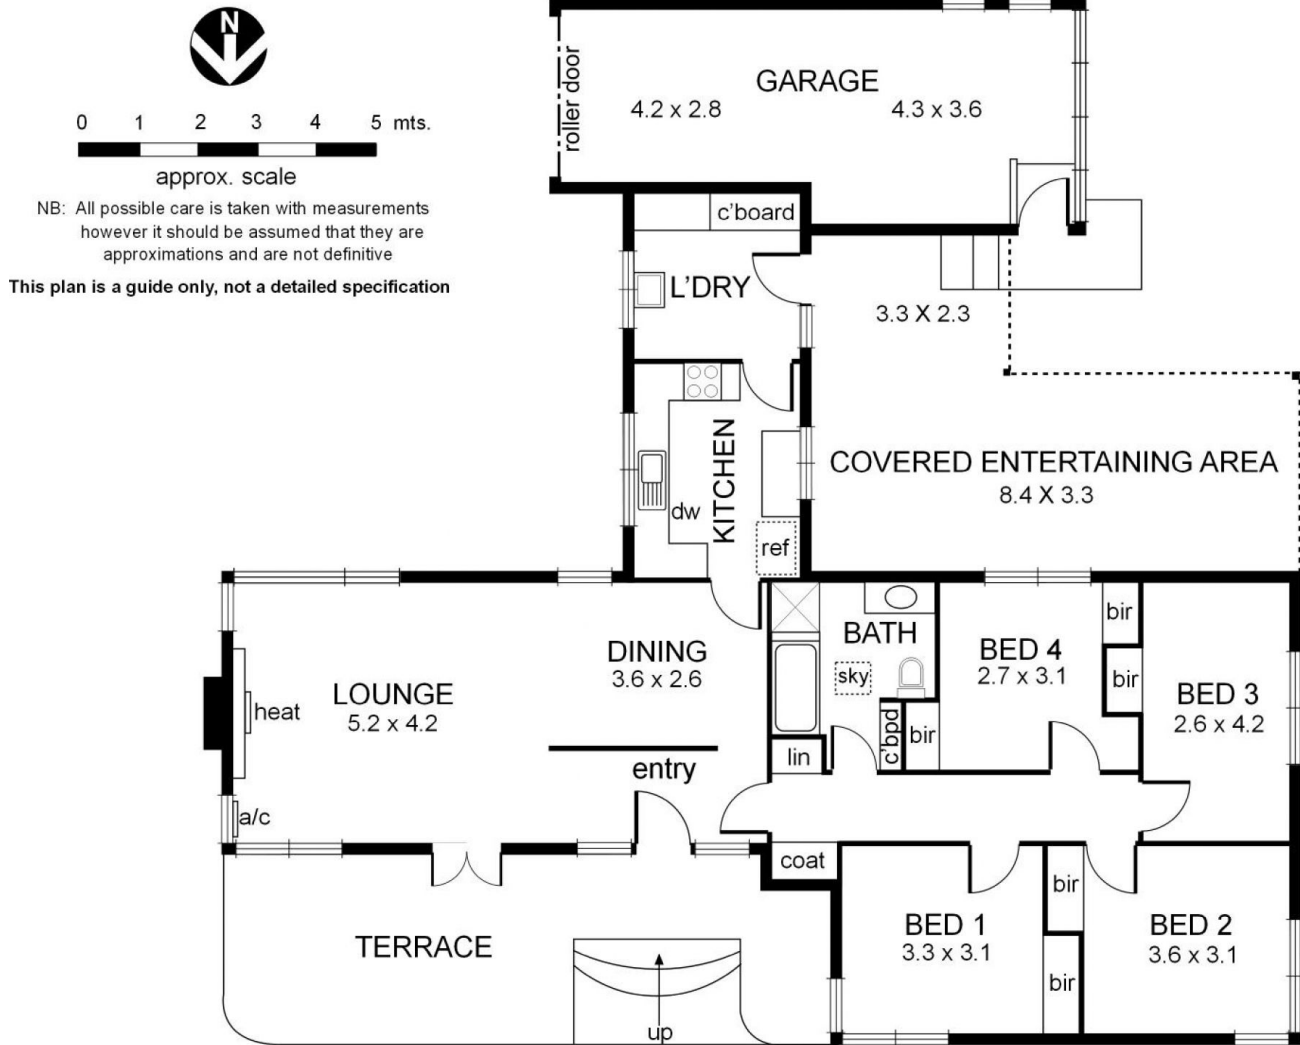 N
0 1 2 3 4 5 mts.
approx. scale
NB: All possible care is taken with measurements
however it should be assumed that they are
approximations and are not definitive
This plan is a guide only, not a detailed specification
roller door
GARAGE
4.2 x 2.8
4.3 x 3.6
c'board
L'DRY
3.3 X 2.3
KITCHEN
dw
ref
COVERED ENTERTAINING AREA
8.4 X 3.3
LOUNGE
5.2 x 4.2
heat
a/c
DINING
3.6 x 2.6
entry
BATH
sky
c'bpd
lin
coat
bir
BED 4
2.7 x 3.1
bir
bir
BED 3
2.6 x 4.2
TERRACE
up
BED 1
3.3 x 3.1
bir
bir
BED 2
3.6 x 3.1